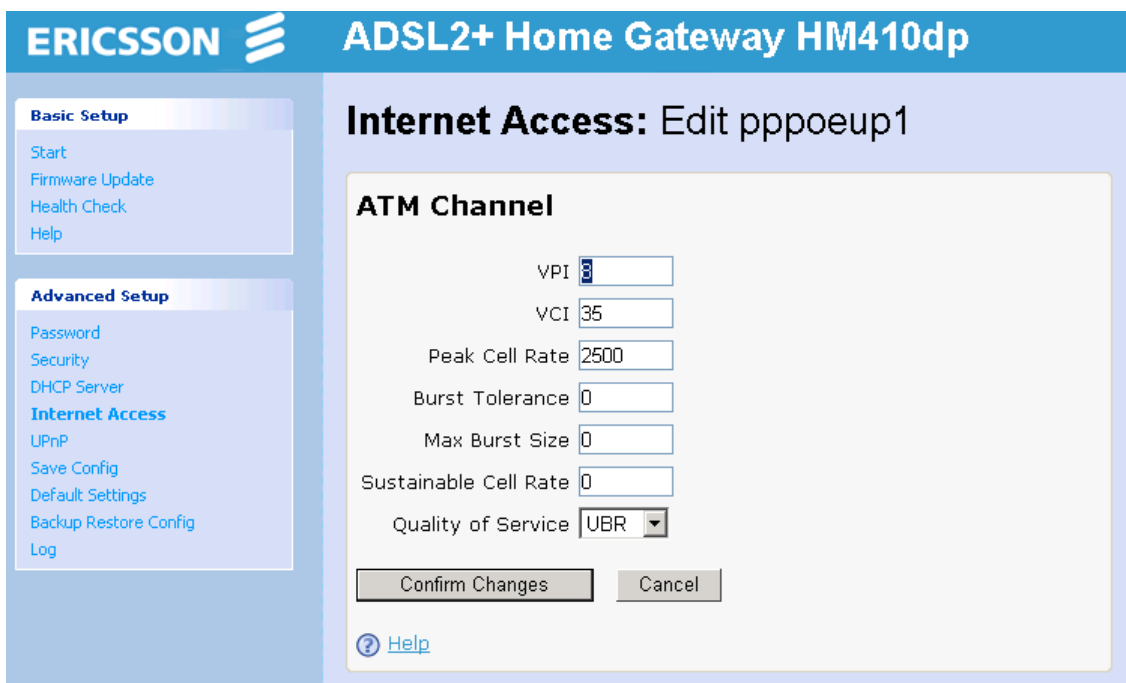 ERICSSON
ADSL2+ Home Gateway HM410dp
Basic Setup
Start
Firmware Update
Health Check
Help
Advanced Setup
Password
Security
DHCP Server
Internet Access
UPnP
Save Config
Default Settings
Backup Restore Config
Log
Internet Access: Edit pppoeup1
ATM Channel
VPI 8
VCI 35
Peak Cell Rate 2500
Burst Tolerance 0
Max Burst Size 0
Sustainable Cell Rate 0
Quality of Service UBR
Confirm Changes Cancel
? Help